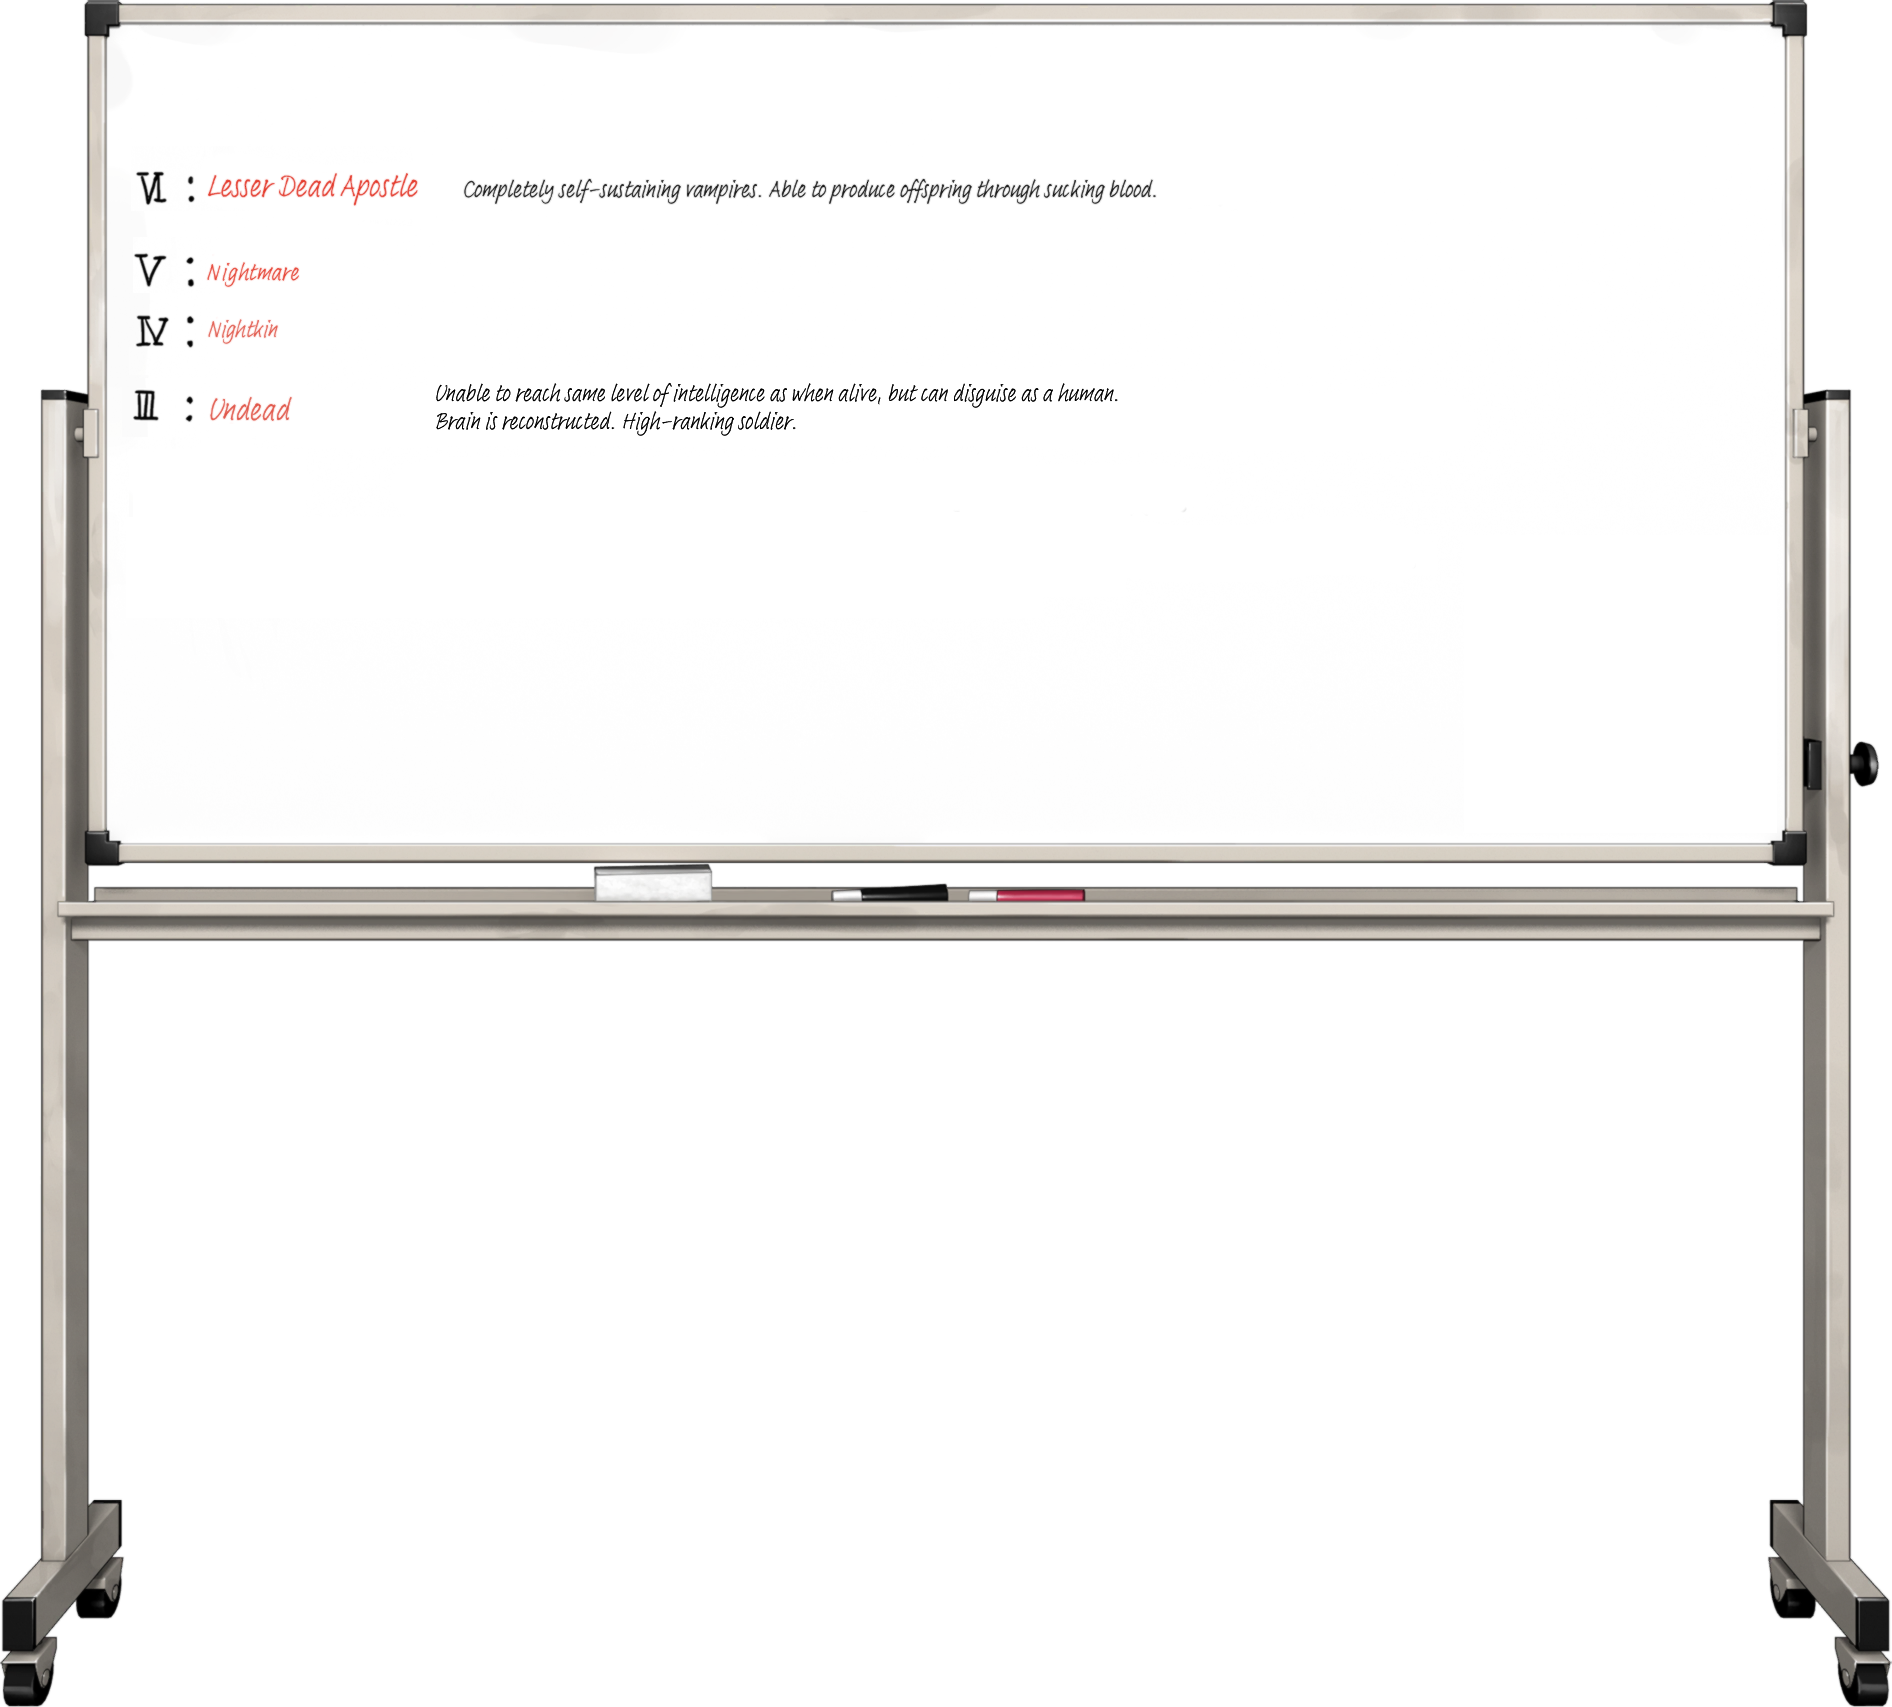 VI : Lesser Dead Apostle Completely self-sustaining vampires. Able to produce offspring through sucking blood.
V : Nightmare
IV : Nightkin
III : Undead Unable to reach same level of intelligence as when alive, but can disguise as a human.
Brain is reconstructed. High-ranking soldier.